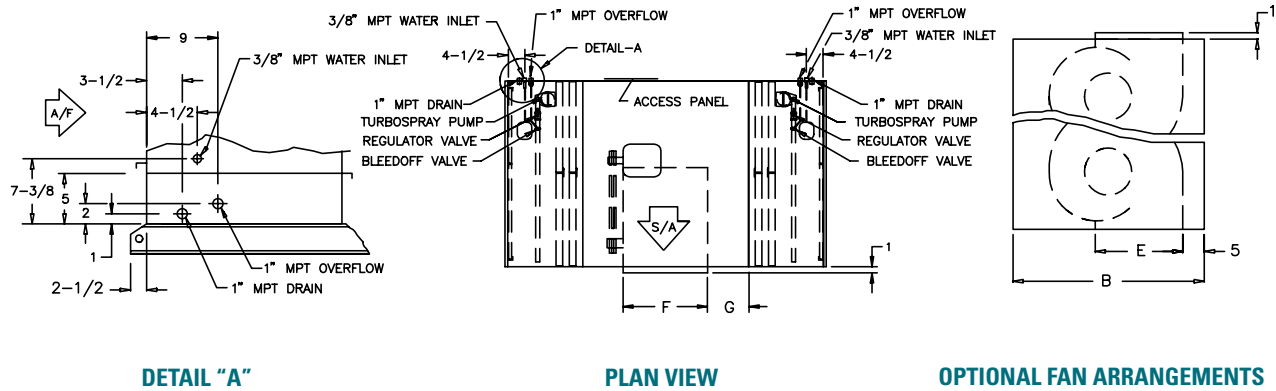 9
3-1/2
3/8" MPT WATER INLET
A/F
4-1/2
7-3/8
5
2
1
1" MPT OVERFLOW
1" MPT DRAIN
2-1/2
DETAIL "A"
3/8" MPT WATER INLET
1" MPT OVERFLOW
4-1/2
DETAIL-A
1" MPT DRAIN
TURBOSPRAY PUMP
REGULATOR VALVE
BLEEDOFF VALVE
ACCESS PANEL
1" MPT OVERFLOW
3/8" MPT WATER INLET
4-1/2
1" MPT DRAIN
TURBOSPRAY PUMP
REGULATOR VALVE
BLEEDOFF VALVE
S/A
1
F
G
PLAN VIEW
1
E
5
B
OPTIONAL FAN ARRANGEMENTS